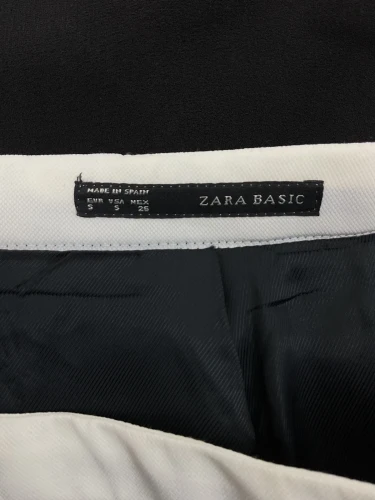 MADE IN SPAIN
EUR USA MEX
S S 26
ZARA BASIC